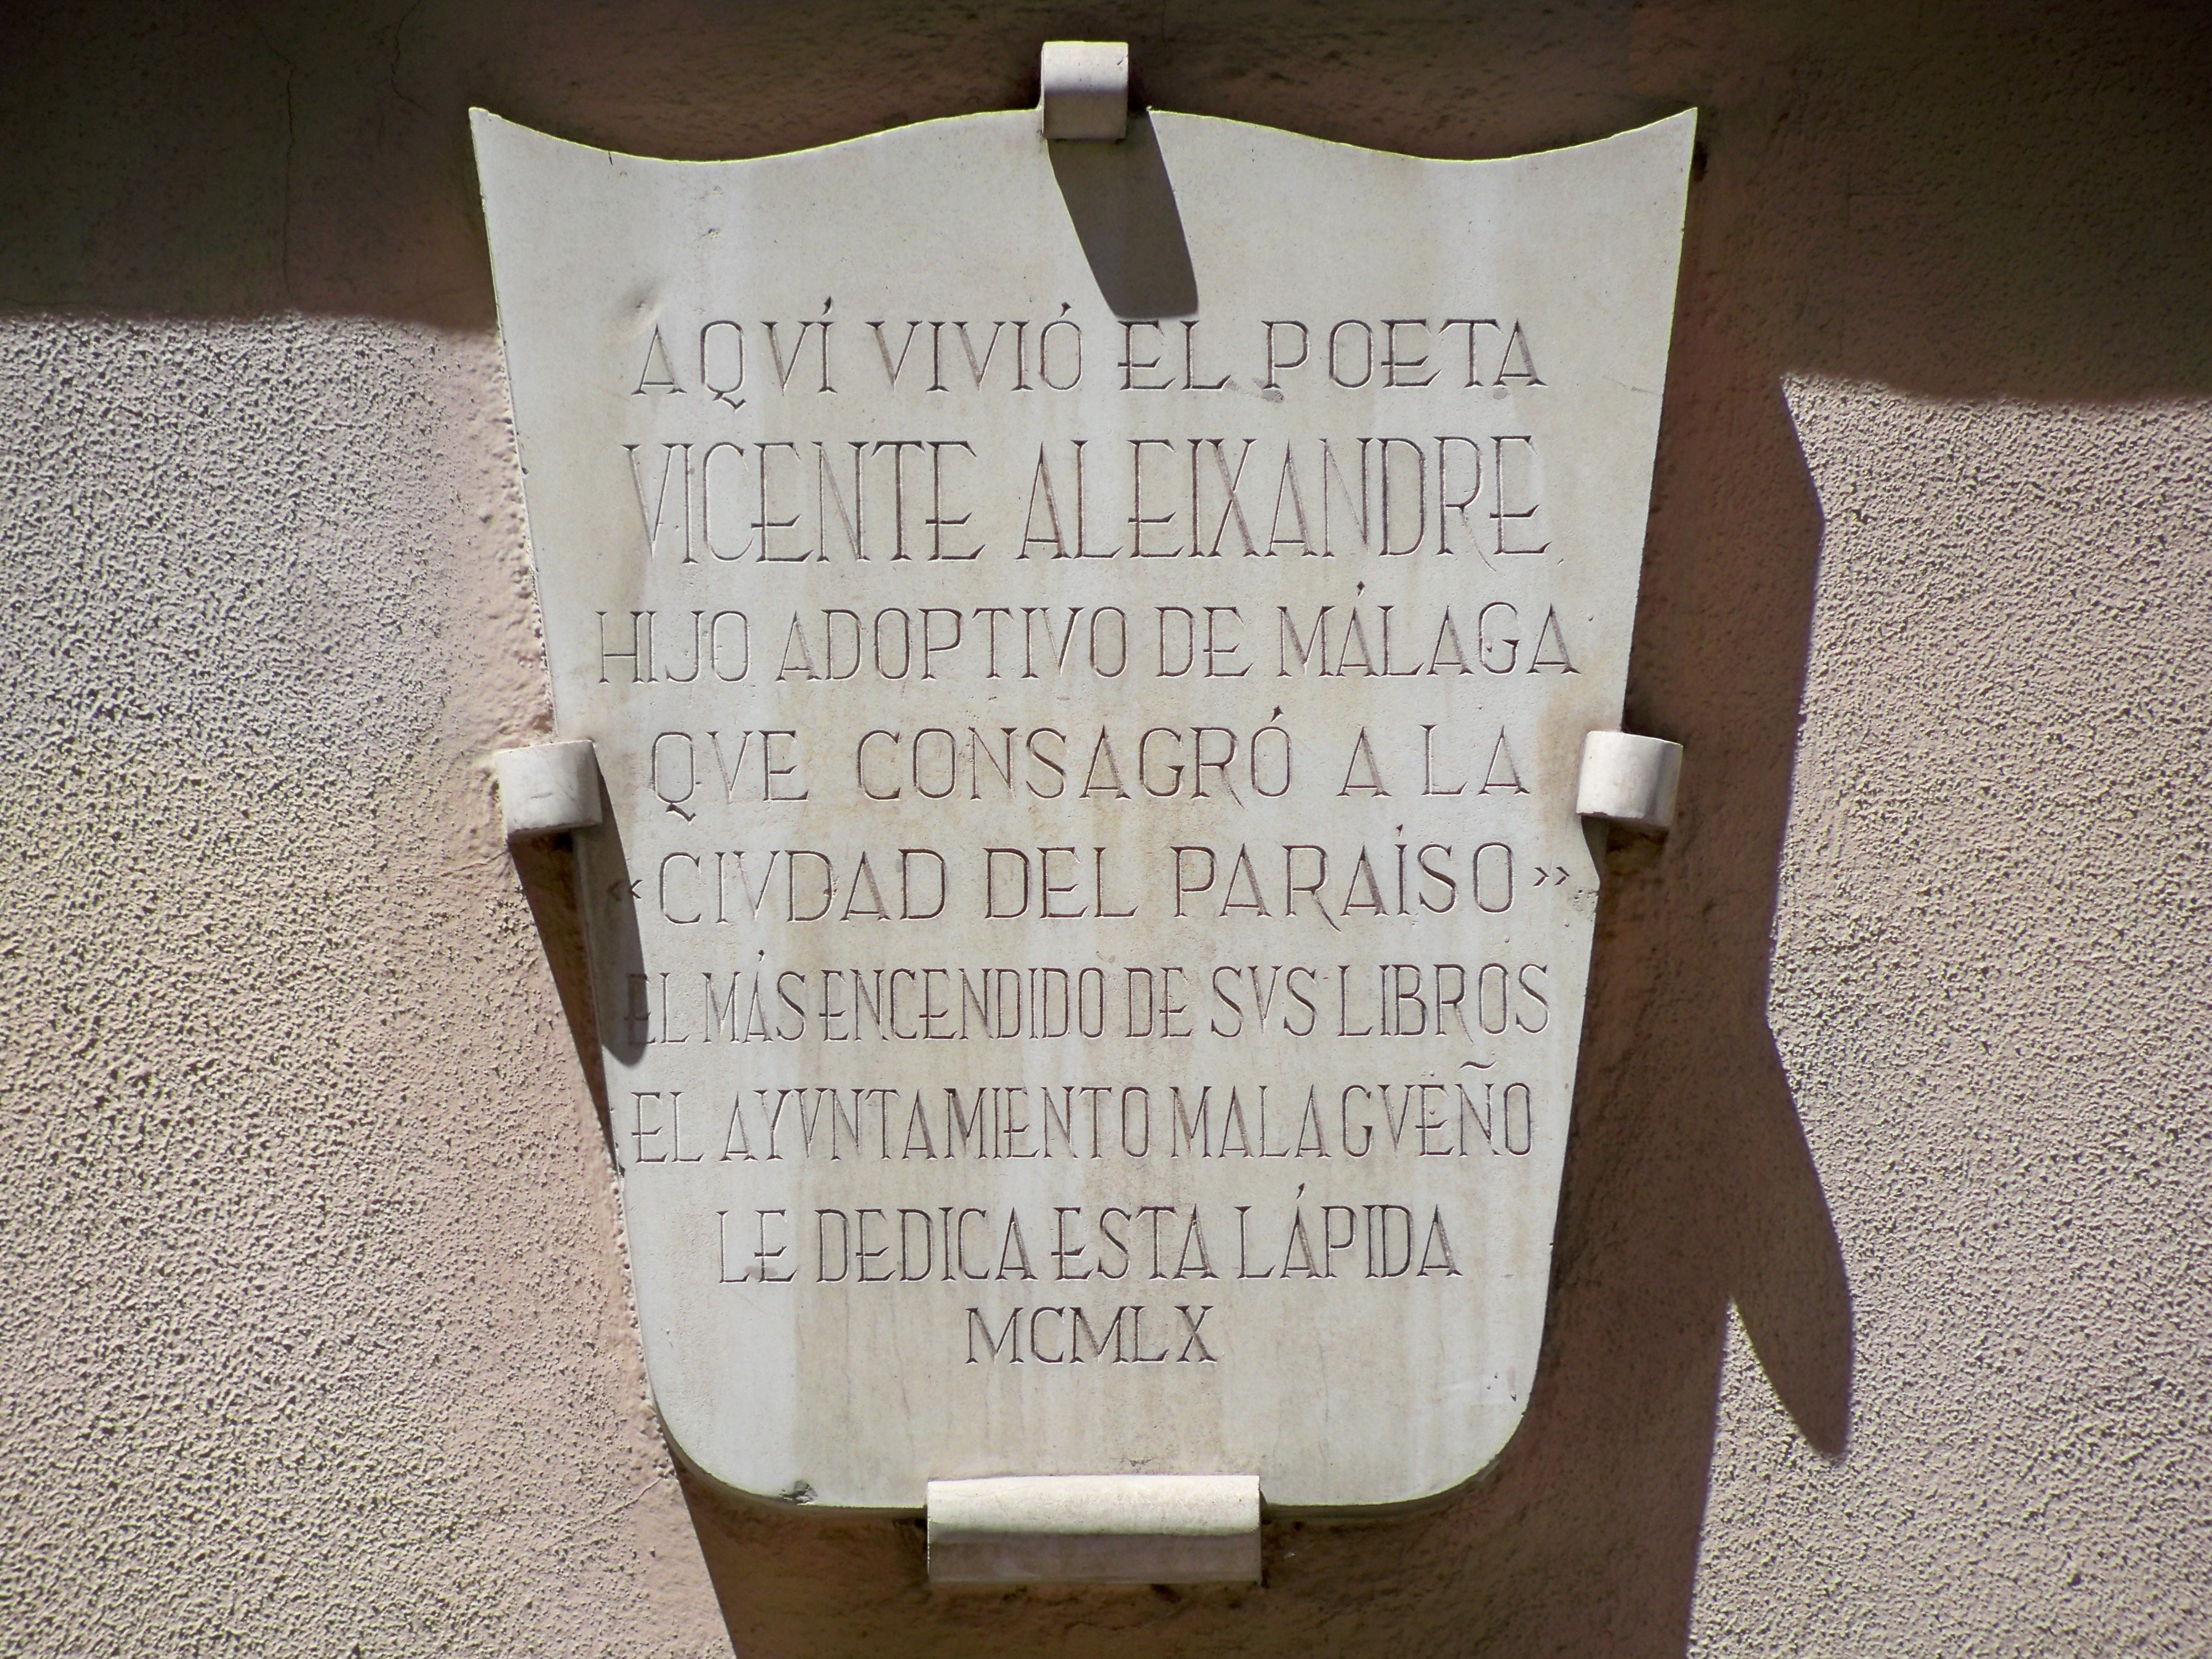 AQVÍ VIVIÓ EL POETA
VICENTE ALEIXANDRE
HIJO ADOPTIVO DE MÁLAGA
QVE CONSAGRÓ A LA
«CIVDAD DEL PARAÍSO»
EL MÁS ENCENDIDO DE SVS LIBROS
EL AYVNTAMIENTO MALAGVEÑO
LE DEDICA ESTA LÁPIDA
MCMLX